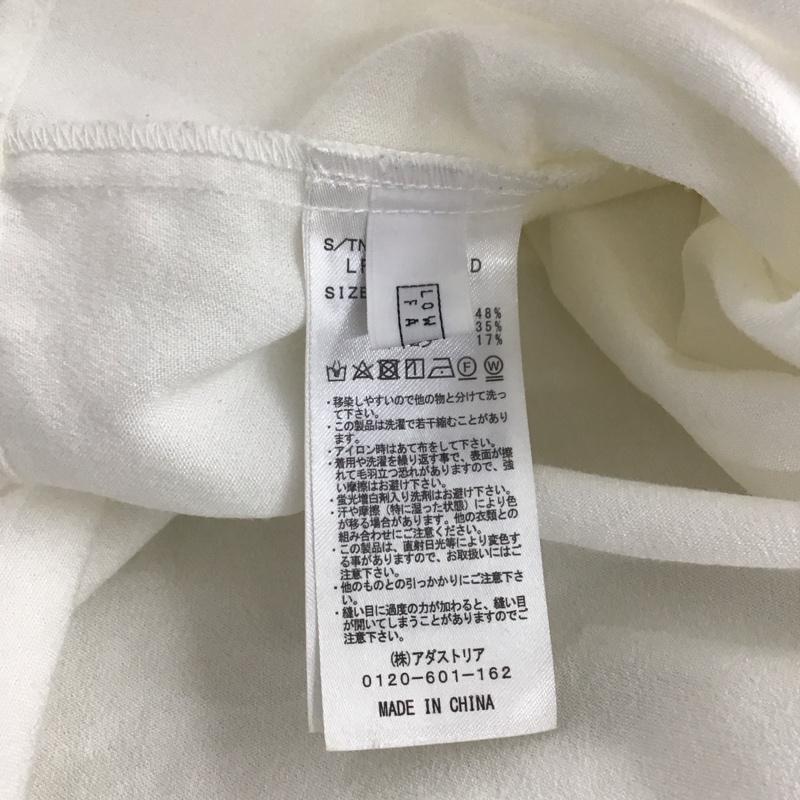 S/TN
LF D
SIZE
LOW
FA
48%
35%
17%
F W
・移染しやすいので他の物と分けて洗っ
て下さい。
・この製品は洗濯で若干縮むことがあり
ます。
・アイロン時はあて布をして下さい。
・着用や洗濯を繰り返す事で、表面が擦
れて毛羽立つ恐れがありますので、強
い摩擦はお避け下さい。
・蛍光増白剤入り洗剤はお避け下さい。
・汗や摩擦（特に湿った状態）により色
が移る場合があります。他の衣類との
組み合わせにご注意ください。
・この製品は、直射日光等により変色す
る事がありますので、お取扱いにはご
注意下さい。
・他のものとの引っかかりにご注意下さ
い。
・縫い目に過度の力が加わると、縫い目
が開いてしまうことがありますのでご
注意下さい。
(株)アダストリア
0120-601-162
MADE IN CHINA